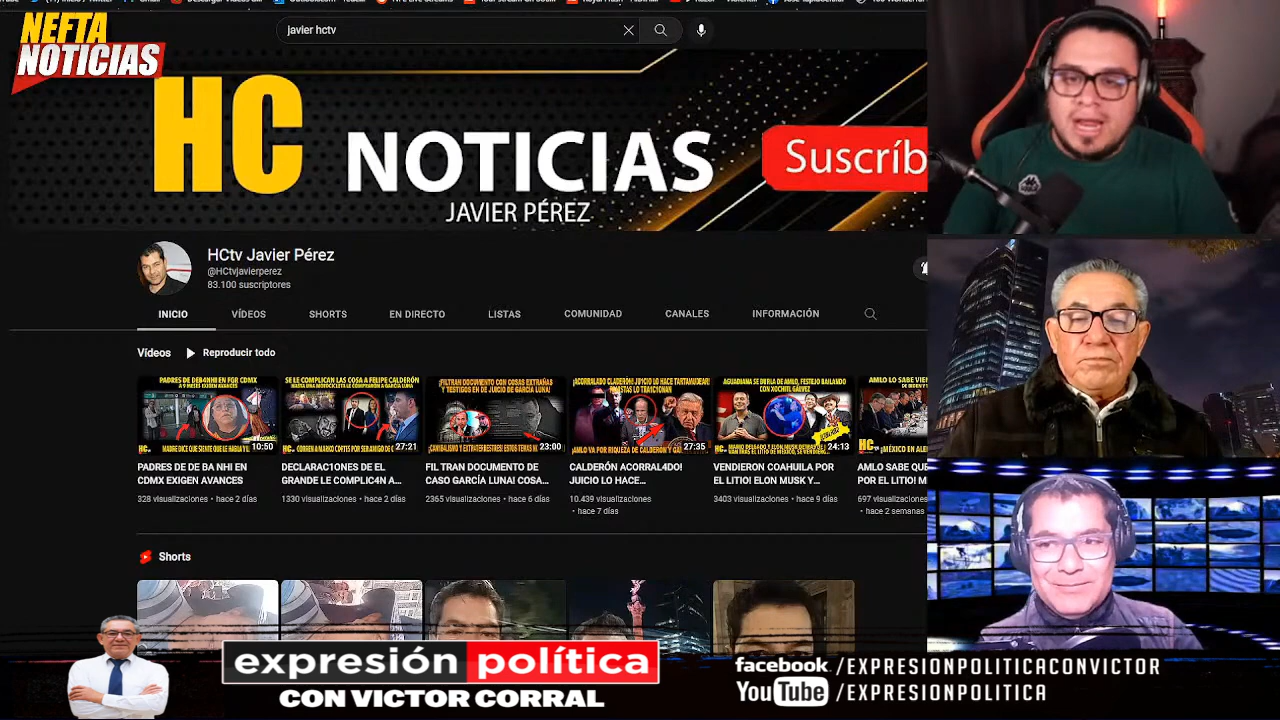 NEFTA
NOTICIAS
javier hctv
HC NOTICIAS
Suscríb
JAVIER PÉREZ
HCtv Javier Pérez
@HCtvjavierperez
83.100 suscriptores
INICIO VÍDEOS SHORTS EN DIRECTO LISTAS COMUNIDAD CANALES INFORMACIÓN
Vídeos Reproducir todo
10:50 27:21 23:00 27:35 24:13
PADRES DE DE BA NHI EN
CDMX EXIGEN AVANCES
328 visualizaciones • hace 2 días
DECLARAC1ONES DE EL
GRANDE LE COMPLIC4N A...
1330 visualizaciones • hace 2 días
FIL TRAN DOCUMENTO DE
CASO GARCÍA LUNA! COSA...
2365 visualizaciones • hace 6 días
CALDERÓN ACORRAL4DO!
JUICIO LO HACE...
10.439 visualizaciones
• hace 7 días
VENDIERON COAHUILA POR
EL LITIO! ELON MUSK Y...
3403 visualizaciones • hace 9 días
AMLO SABE QU
POR EL LITIO! M
697 visualizaciones
• hace 2 semanas
Shorts
expresión política
CON VICTOR CORRAL
facebook /EXPRESIONPOLITICACONVICTOR
YouTube /EXPRESIONPOLITICA